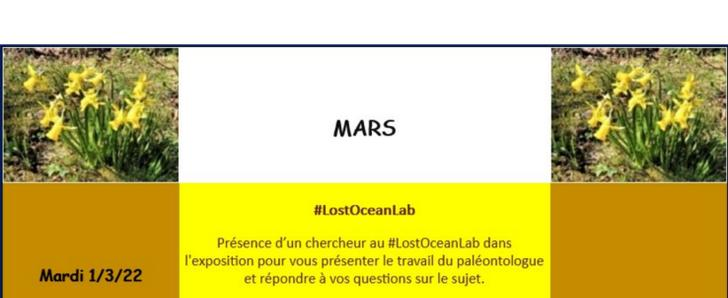 MARS
#LostOceanLab
Présence d'un chercheur au #LostOceanLab dans
l'exposition pour vous présenter le travail du paléontologue
et répondre à vos questions sur le sujet.
Mardi 1/3/22